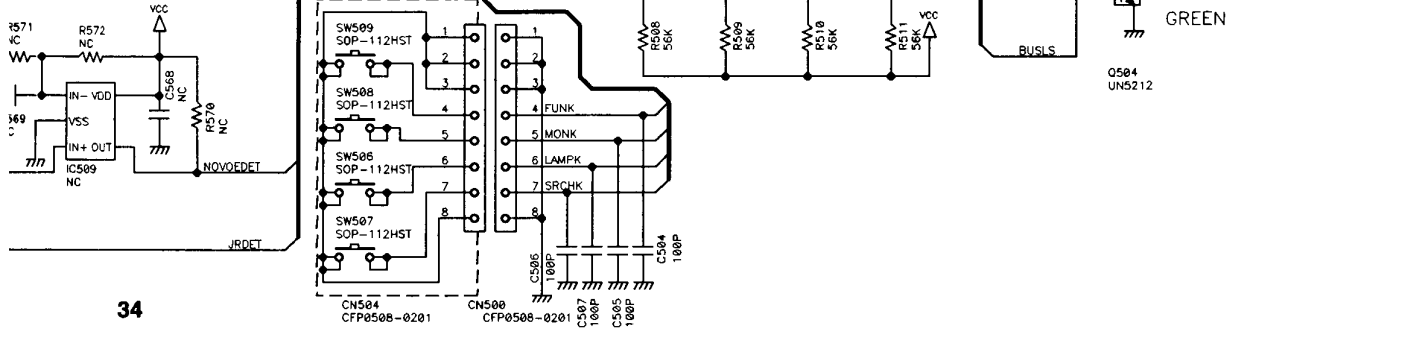 VCC
R571
NC
R572
NC
C568
NC
R570
NC
IN- VDD
VSS
IN+ OUT
IC509
NC
NOVOEDET
JRDET
34
SW509
SOP-112HST
SW508
SOP-112HST
SW506
SOP-112HST
SW507
SOP-112HST
1
2
3
4
5
6
7
8
CN504
CFP0508-0201
1
2
3
4 FUNK
5 MONK
6 LAMPK
7 SRCHK
8
CN500
CFP0508-0201
C506
100P
C507
100P
C505
100P
C504
100P
R508
56K
R509
56K
R510
56K
R511
56K
VCC
BUSLS
GREEN
Q504
UN5212